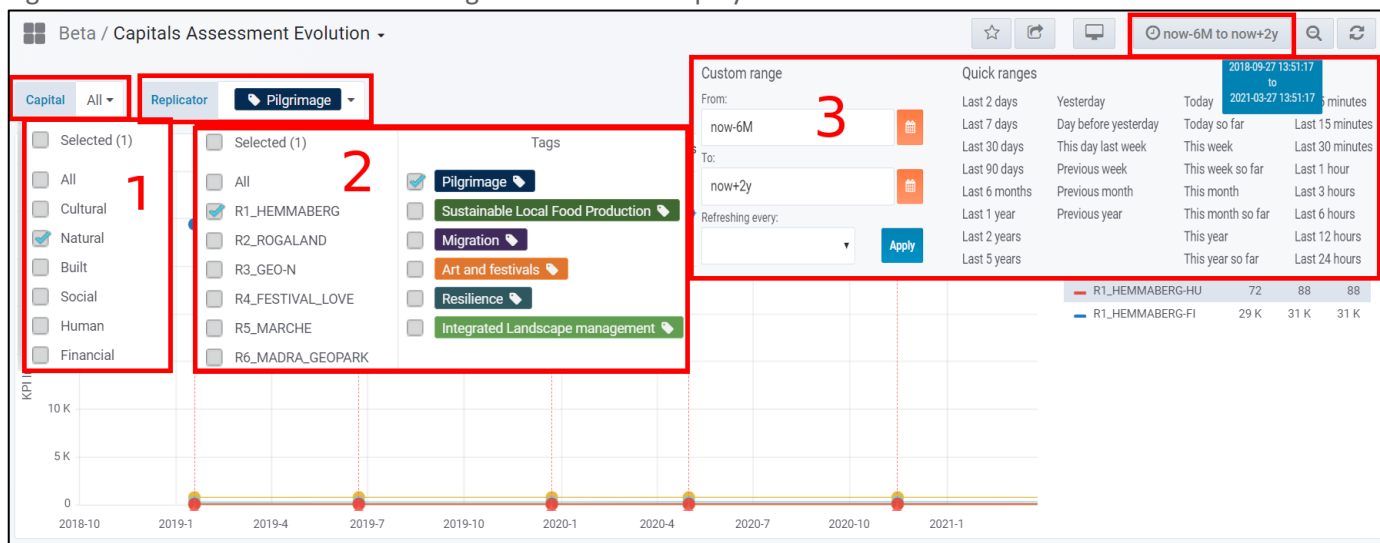 Beta / Capitals Assessment Evolution
now-6M to now+2y
Capital All
Replicator Pilgrimage
Selected (1)
All
Cultural
Natural
Built
Social
Human
Financial
1
Selected (1)
All
R1_HEMMABERG
R2_ROGALAND
R3_GEO-N
R4_FESTIVAL_LOVE
R5_MARCHE
R6_MADRA_GEOPARK
2
Tags
Pilgrimage
Sustainable Local Food Production
Migration
Art and festivals
Resilience
Integrated Landscape management
Custom range
From:
now-6M
To:
now+2y
Refreshing every:
Apply
3
Quick ranges
Last 2 days
Last 7 days
Last 30 days
Last 90 days
Last 6 months
Last 1 year
Last 2 years
Last 5 years
Yesterday
Day before yesterday
This day last week
Previous week
Previous month
Previous year
Today
Today so far
This week
This week so far
This month
This month so far
This year
This year so far
2018-09-27 13:51:17
to
2021-03-27 13:51:17
minutes
Last 15 minutes
Last 30 minutes
Last 1 hour
Last 3 hours
Last 6 hours
Last 12 hours
Last 24 hours
R1_HEMMABERG-HU 72 88 88
R1_HEMMABERG-FI 29 K 31 K 31 K
KPI
10 K
5 K
0
2018-10 2019-1 2019-4 2019-7 2019-10 2020-1 2020-4 2020-7 2020-10 2021-1